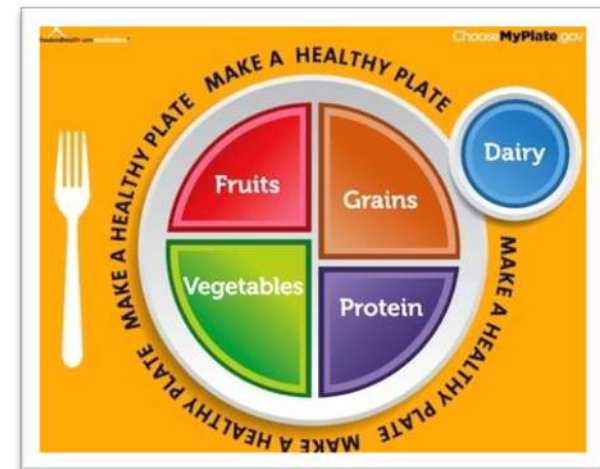 ChooseMyPlate.gov
MAKE A HEALTHY PLATE
MAKE A HEALTHY PLATE
MAKE A HEALTHY PLATE
MAKE A HEALTHY PLATE
Fruits
Grains
Dairy
Vegetables
Protein